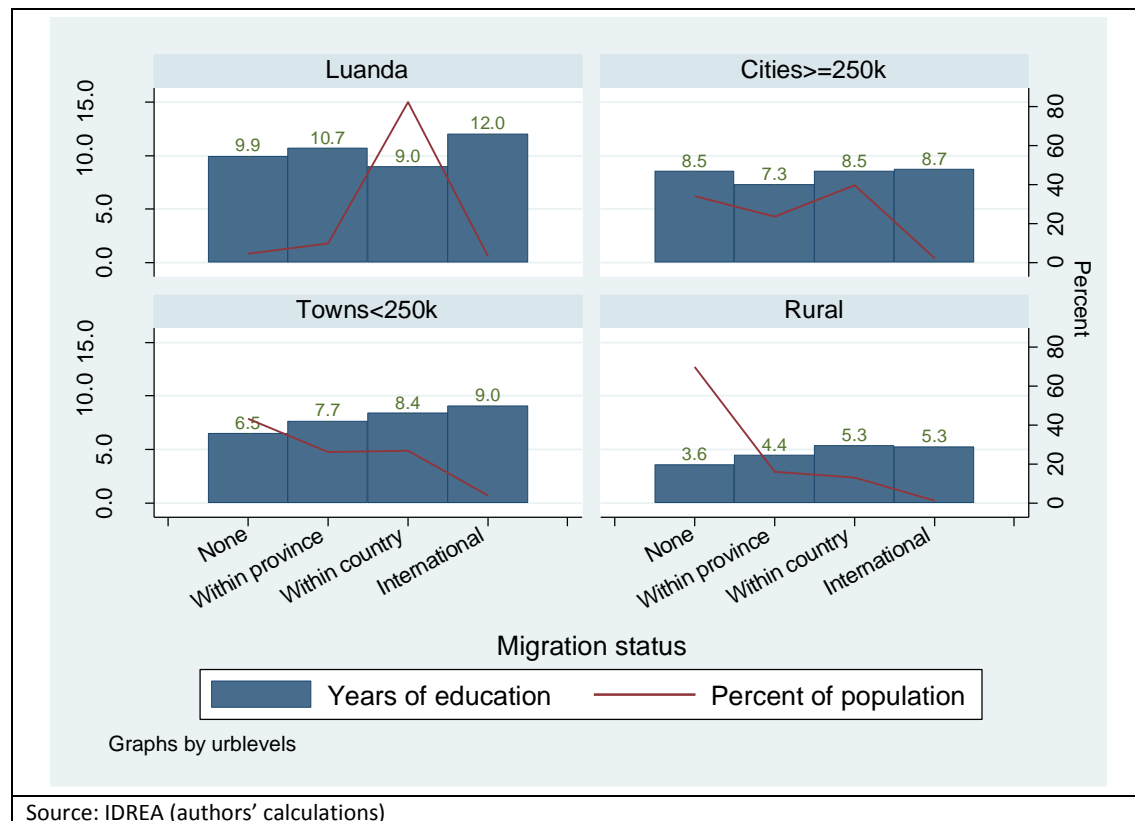 Luanda
Cities>=250k
0.0 5.0 10.0 15.0
9.9 10.7 9.0 12.0
8.5 7.3 8.5 8.7
0 20 40 60 80
Towns<250k
Rural
0.0 5.0 10.0 15.0
6.5 7.7 8.4 9.0
3.6 4.4 5.3 5.3
0 20 40 60 80
Percent
None Within province Within country International
None Within province Within country International
Migration status
Years of education Percent of population
Graphs by urblevels
Source: IDREA (authors’ calculations)